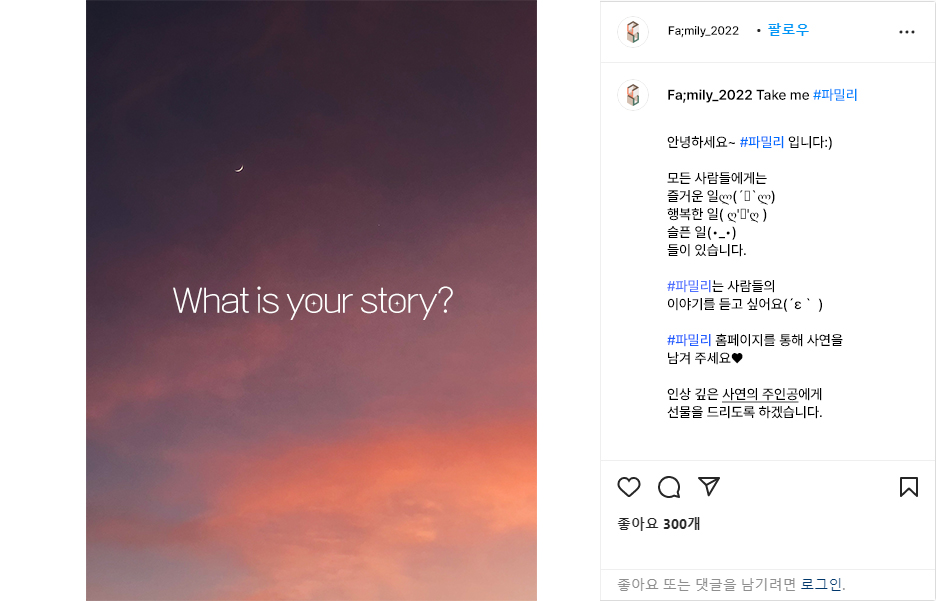 What is your story?
Fa;mily_2022 • 팔로우
Fa;mily_2022 Take me #파밀리
안녕하세요~ #파밀리 입니다:)
모든 사람들에게는
즐거운 일ლ(´▯`ლ)
행복한 일( ღ'▯'ღ )
슬픈 일(•_•)
들이 있습니다.
#파밀리는 사람들의
이야기를 듣고 싶어요(´ε｀ )
#파밀리 홈페이지를 통해 사연을
남겨 주세요♥
인상 깊은 사연의 주인공에게
선물을 드리도록 하겠습니다.
좋아요 300개
좋아요 또는 댓글을 남기려면 로그인.